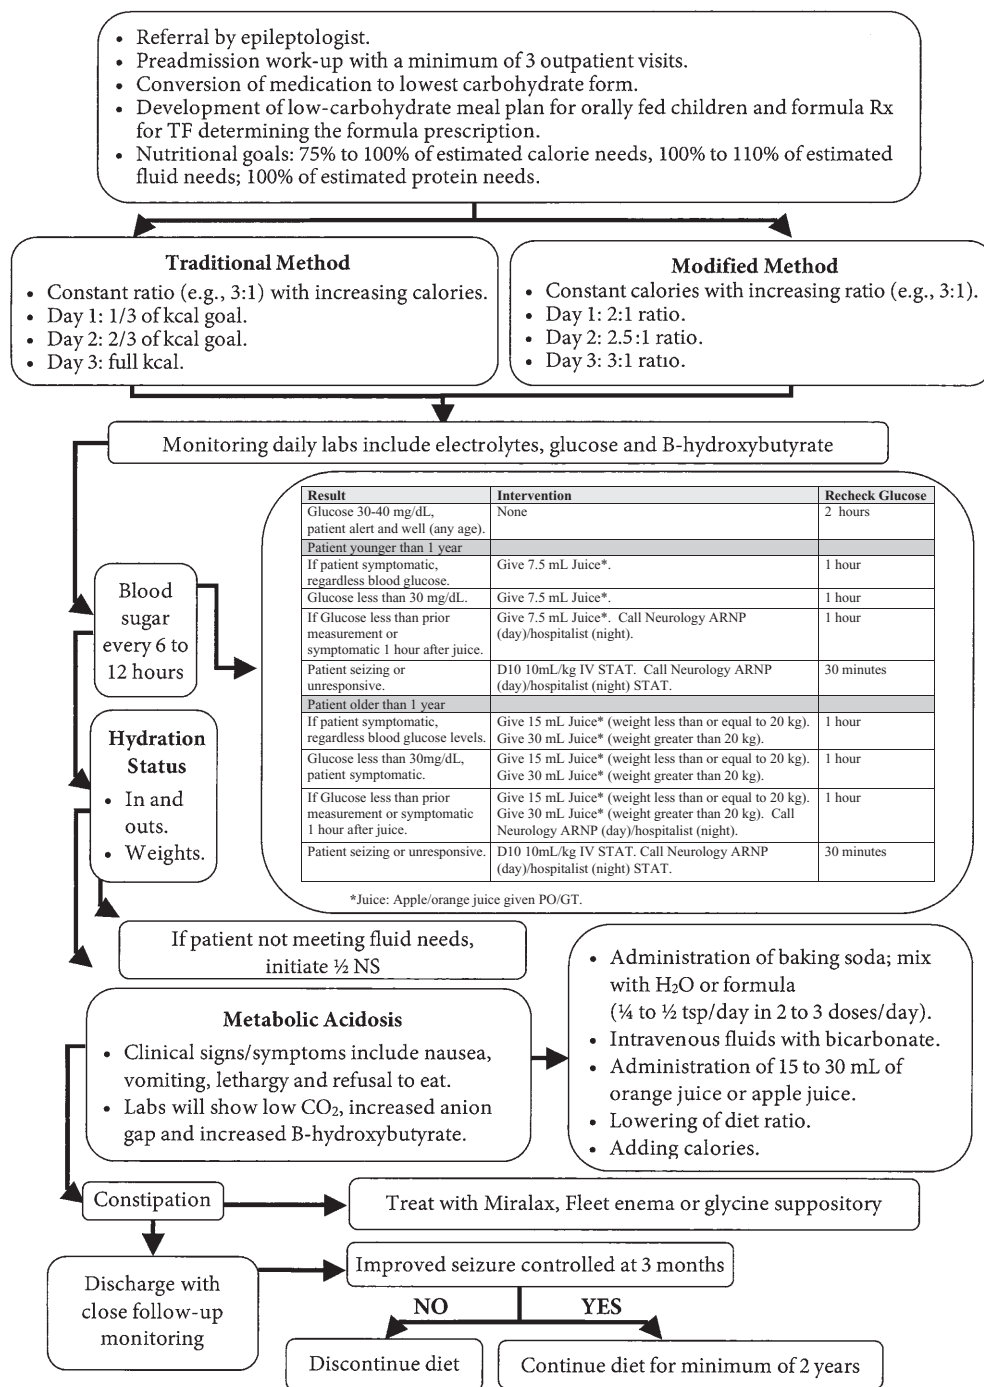 • Referral by epileptologist.
• Preadmission work-up with a minimum of 3 outpatient visits.
• Conversion of medication to lowest carbohydrate form.
• Development of low-carbohydrate meal plan for orally fed children and formula Rx
for TF determining the formula prescription.
• Nutritional goals: 75% to 100% of estimated calorie needs, 100% to 110% of estimated
fluid needs; 100% of estimated protein needs.
Traditional Method
• Constant ratio (e.g., 3:1) with increasing calories.
• Day 1: 1/3 of kcal goal.
• Day 2: 2/3 of kcal goal.
• Day 3: full kcal.
Modified Method
• Constant calories with increasing ratio (e.g., 3:1).
• Day 1: 2:1 ratio.
• Day 2: 2.5:1 ratio.
• Day 3: 3:1 ratio.
Monitoring daily labs include electrolytes, glucose and B-hydroxybutyrate
Blood
sugar
every 6 to
12 hours
Result Intervention Recheck Glucose
Glucose 30-40 mg/dL, None 2 hours
patient alert and well (any age).
Patient younger than 1 year
If patient symptomatic, Give 7.5 mL Juice*. 1 hour
regardless blood glucose.
Glucose less than 30 mg/dL. Give 7.5 mL Juice*. 1 hour
If Glucose less than prior Give 7.5 mL Juice*. Call Neurology ARNP 1 hour
measurement or (day)/hospitalist (night).
symptomatic 1 hour after juice.
Patient seizing or D10 10mL/kg IV STAT. Call Neurology ARNP 30 minutes
unresponsive. (day)/hospitalist (night) STAT.
Patient older than 1 year
If patient symptomatic, Give 15 mL Juice* (weight less than or equal to 20 kg). 1 hour
regardless blood glucose levels. Give 30 mL Juice* (weight greater than 20 kg).
Glucose less than 30mg/dL, Give 15 mL Juice* (weight less than or equal to 20 kg). 1 hour
patient symptomatic. Give 30 mL Juice* (weight greater than 20 kg).
If Glucose less than prior Give 15 mL Juice* (weight less than or equal to 20 kg). 1 hour
measurement or symptomatic Give 30 mL Juice* (weight greater than 20 kg). Call
1 hour after juice. Neurology ARNP (day)/hospitalist (night).
Patient seizing or unresponsive. D10 10mL/kg IV STAT. Call Neurology ARNP 30 minutes
(day)/hospitalist (night) STAT.
*Juice: Apple/orange juice given PO/GT.
Hydration
Status
• In and
outs.
• Weights.
If patient not meeting fluid needs,
initiate ½ NS
Metabolic Acidosis
• Clinical signs/symptoms include nausea,
vomiting, lethargy and refusal to eat.
• Labs will show low CO₂, increased anion
gap and increased B-hydroxybutyrate.
• Administration of baking soda; mix
with H₂O or formula
(¼ to ½ tsp/day in 2 to 3 doses/day).
• Intravenous fluids with bicarbonate.
• Administration of 15 to 30 mL of
orange juice or apple juice.
• Lowering of diet ratio.
• Adding calories.
Constipation
Treat with Miralax, Fleet enema or glycine suppository
Discharge with
close follow-up
monitoring
Improved seizure controlled at 3 months
NO YES
Discontinue diet
Continue diet for minimum of 2 years